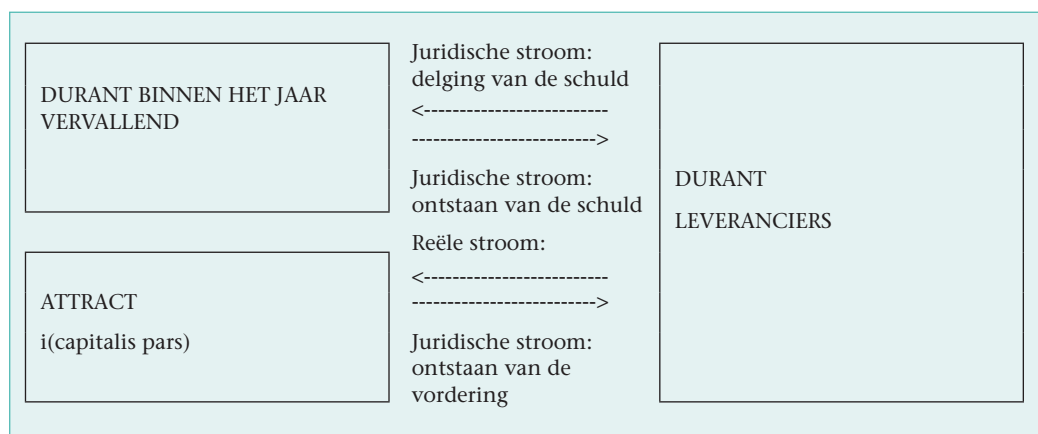 DURANT BINNEN HET JAAR
VERVALLEND
Juridische stroom:
delging van de schuld
<--------------------------
-------------------------->
Juridische stroom:
ontstaan van de schuld
Reële stroom:
<--------------------------
-------------------------->
Juridische stroom:
ontstaan van de
vordering
ATTRACT
i(capitalis pars)
DURANT
LEVERANCIERS